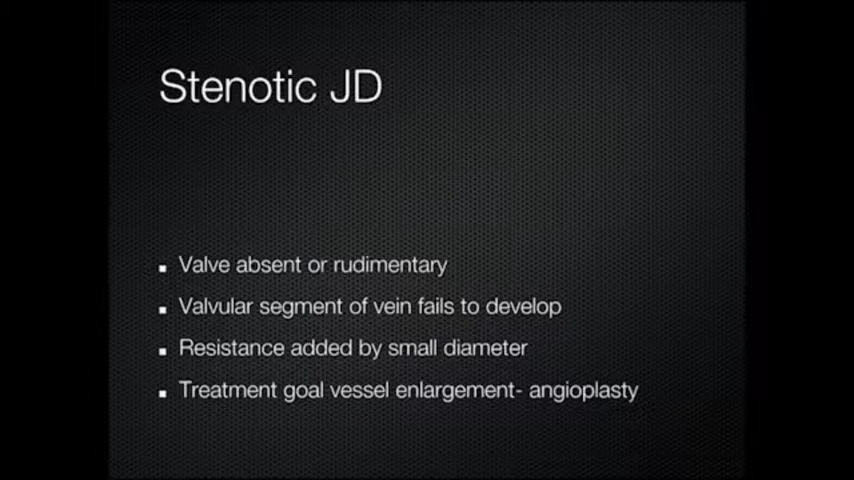 Stenotic JD
Valve absent or rudimentary
Valvular segment of vein fails to develop
Resistance added by small diameter
Treatment goal vessel enlargement- angioplasty